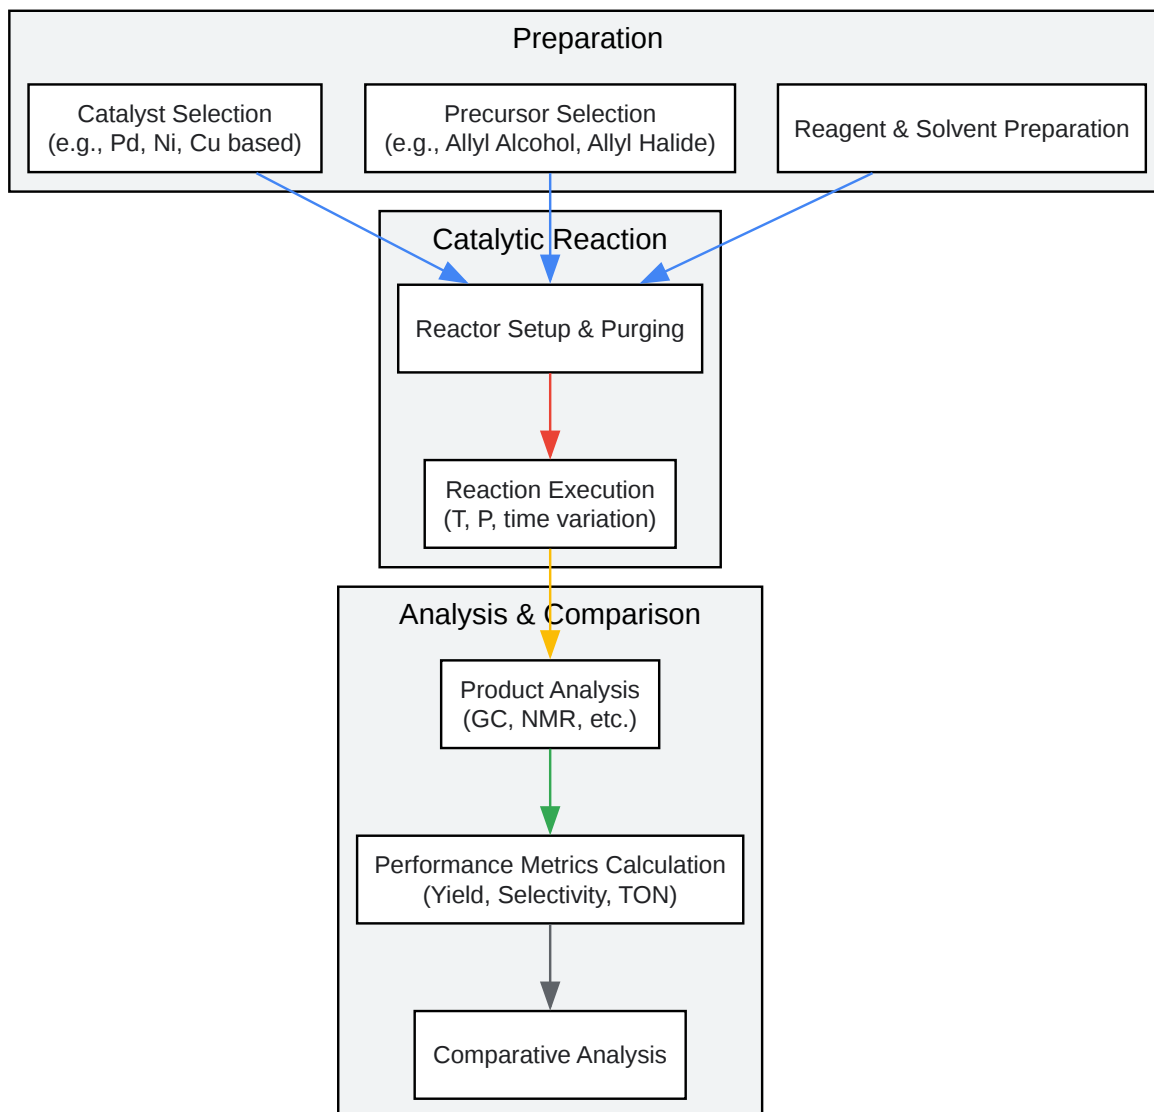 Preparation
Catalyst Selection
(e.g., Pd, Ni, Cu based)
Precursor Selection
(e.g., Allyl Alcohol, Allyl Halide)
Reagent & Solvent Preparation
Catalytic Reaction
Reactor Setup & Purging
Reaction Execution
(T, P, time variation)
Analysis & Comparison
Product Analysis
(GC, NMR, etc.)
Performance Metrics Calculation
(Yield, Selectivity, TON)
Comparative Analysis